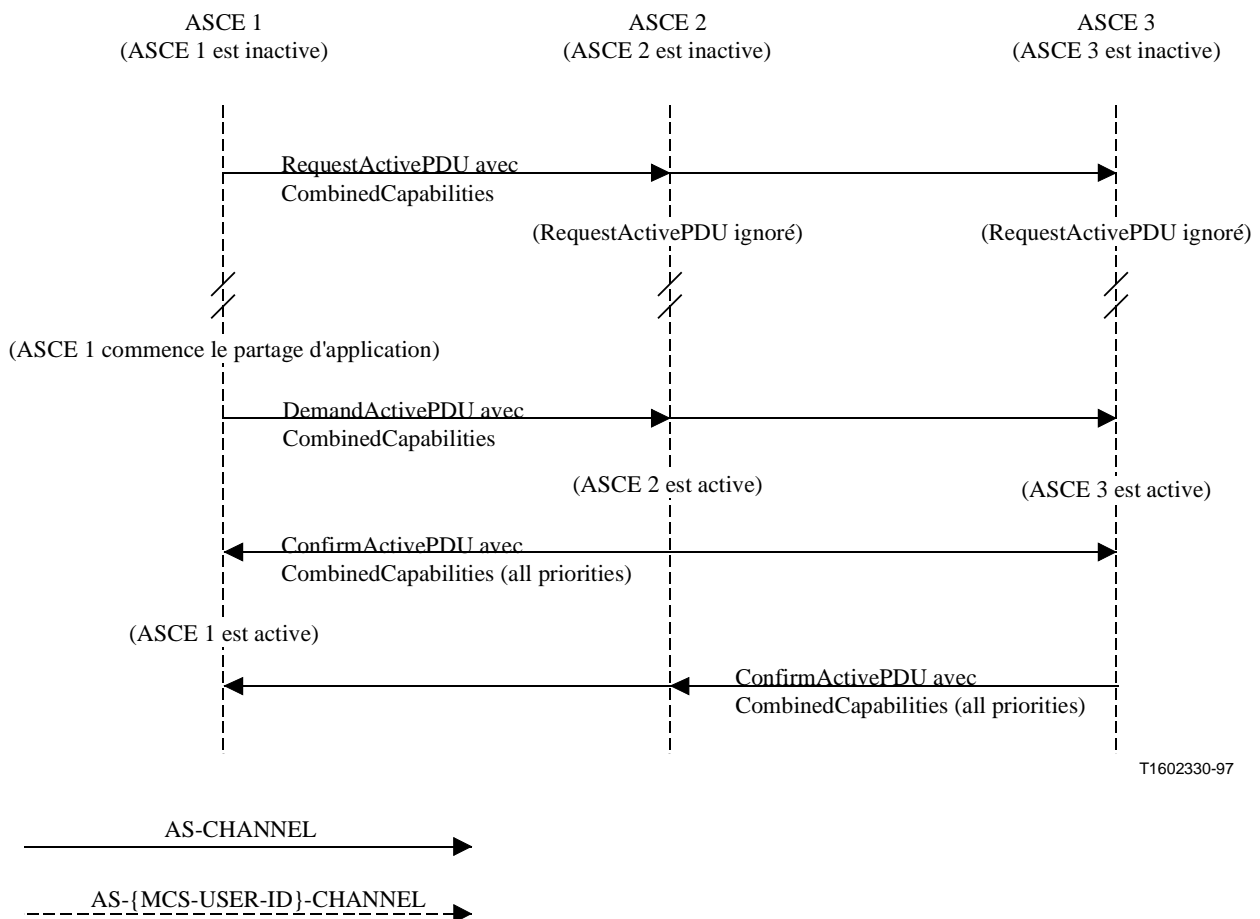 ASCE 1
(ASCE 1 est inactive)
ASCE 2
(ASCE 2 est inactive)
ASCE 3
(ASCE 3 est inactive)
RequestActivePDU avec
CombinedCapabilities
(RequestActivePDU ignoré)
(RequestActivePDU ignoré)
(ASCE 1 commence le partage d'application)
DemandActivePDU avec
CombinedCapabilities
(ASCE 2 est active)
(ASCE 3 est active)
ConfirmActivePDU avec
CombinedCapabilities (all priorities)
(ASCE 1 est active)
ConfirmActivePDU avec
CombinedCapabilities (all priorities)
T1602330-97
AS-CHANNEL
AS-{MCS-USER-ID}-CHANNEL